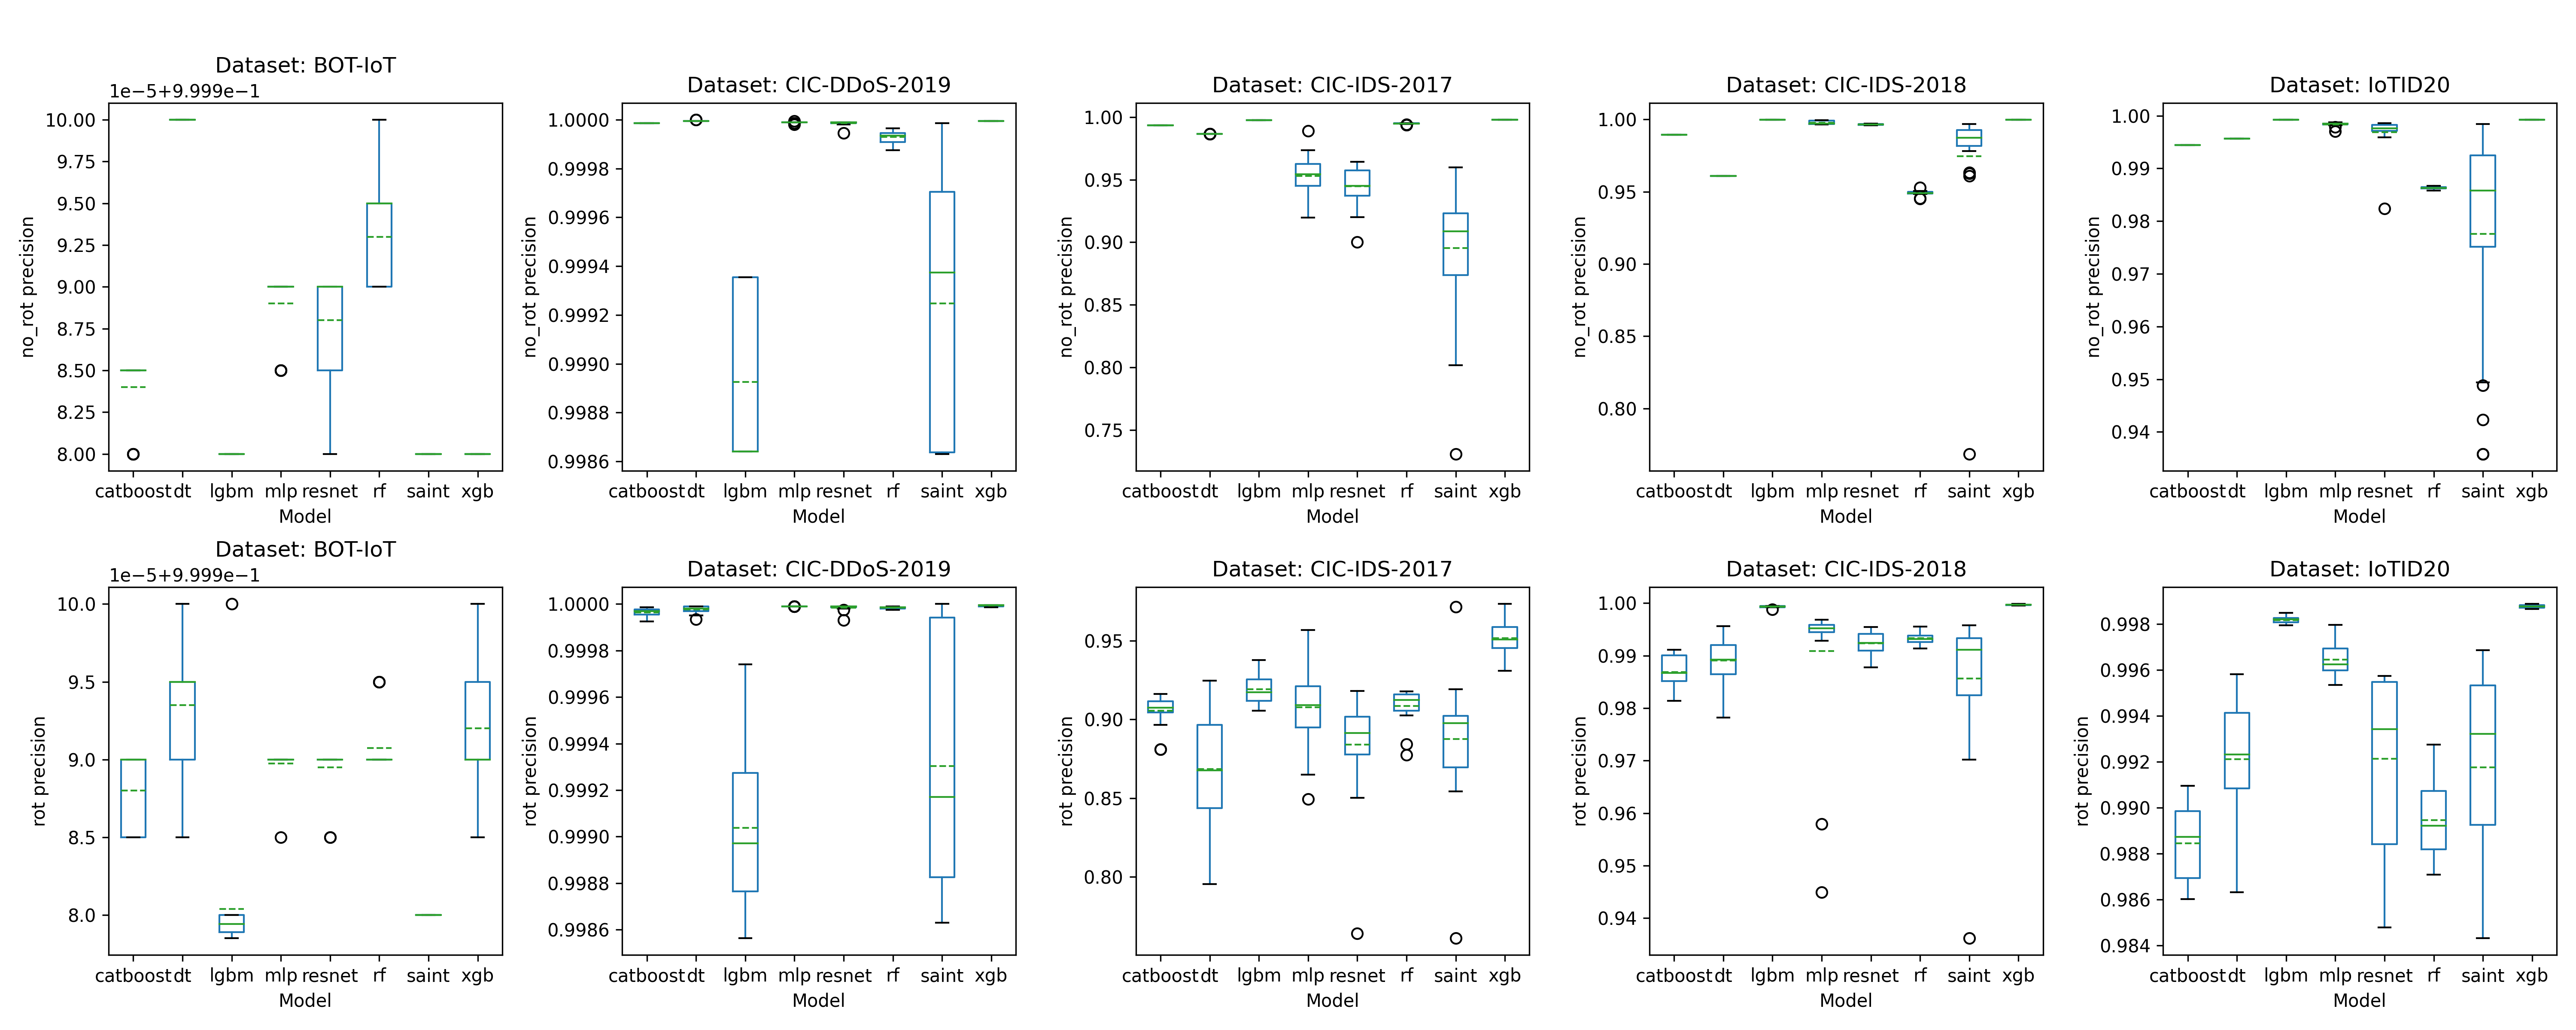 Dataset: BOT-IoT
1e−5+9.999e−1
10.00
9.75
9.50
9.25
9.00
8.75
8.50
8.25
8.00
no_rot precision
catboost dt lgbm mlp resnet rf saint xgb
Model
Dataset: CIC-DDoS-2019
1.0000
0.9998
0.9996
0.9994
0.9992
0.9990
0.9988
0.9986
no_rot precision
catboost dt lgbm mlp resnet rf saint xgb
Model
Dataset: CIC-IDS-2017
1.00
0.95
0.90
0.85
0.80
0.75
no_rot precision
catboost dt lgbm mlp resnet rf saint xgb
Model
Dataset: CIC-IDS-2018
1.00
0.95
0.90
0.85
0.80
no_rot precision
catboost dt lgbm mlp resnet rf saint xgb
Model
Dataset: IoTID20
1.00
0.99
0.98
0.97
0.96
0.95
0.94
no_rot precision
catboost dt lgbm mlp resnet rf saint xgb
Model
Dataset: BOT-IoT
1e−5+9.999e−1
10.0
9.5
9.0
8.5
8.0
rot precision
catboost dt lgbm mlp resnet rf saint xgb
Model
Dataset: CIC-DDoS-2019
1.0000
0.9998
0.9996
0.9994
0.9992
0.9990
0.9988
0.9986
rot precision
catboost dt lgbm mlp resnet rf saint xgb
Model
Dataset: CIC-IDS-2017
0.95
0.90
0.85
0.80
rot precision
catboost dt lgbm mlp resnet rf saint xgb
Model
Dataset: CIC-IDS-2018
1.00
0.99
0.98
0.97
0.96
0.95
0.94
rot precision
catboost dt lgbm mlp resnet rf saint xgb
Model
Dataset: IoTID20
0.998
0.996
0.994
0.992
0.990
0.988
0.986
0.984
rot precision
catboost dt lgbm mlp resnet rf saint xgb
Model